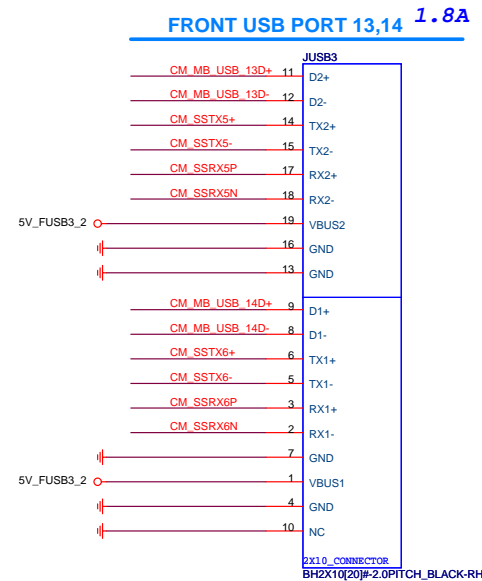 FRONT USB PORT 13,14 1.8A
JUSB3
CM_MB_USB_13D+ 11 D2+
CM_MB_USB_13D- 12 D2-
CM_SSTX5+ 14 TX2+
CM_SSTX5- 15 TX2-
CM_SSRX5P 17 RX2+
CM_SSRX5N 18 RX2-
5V_FUSB3_2 19 VBUS2
16 GND
13 GND
CM_MB_USB_14D+ 9 D1+
CM_MB_USB_14D- 8 D1-
CM_SSTX6+ 6 TX1+
CM_SSTX6- 5 TX1-
CM_SSRX6P 3 RX1+
CM_SSRX6N 2 RX1-
7 GND
5V_FUSB3_2 1 VBUS1
4 GND
10 NC
2X10_CONNECTOR
BH2X10[20]#-2.0PITCH_BLACK-RH